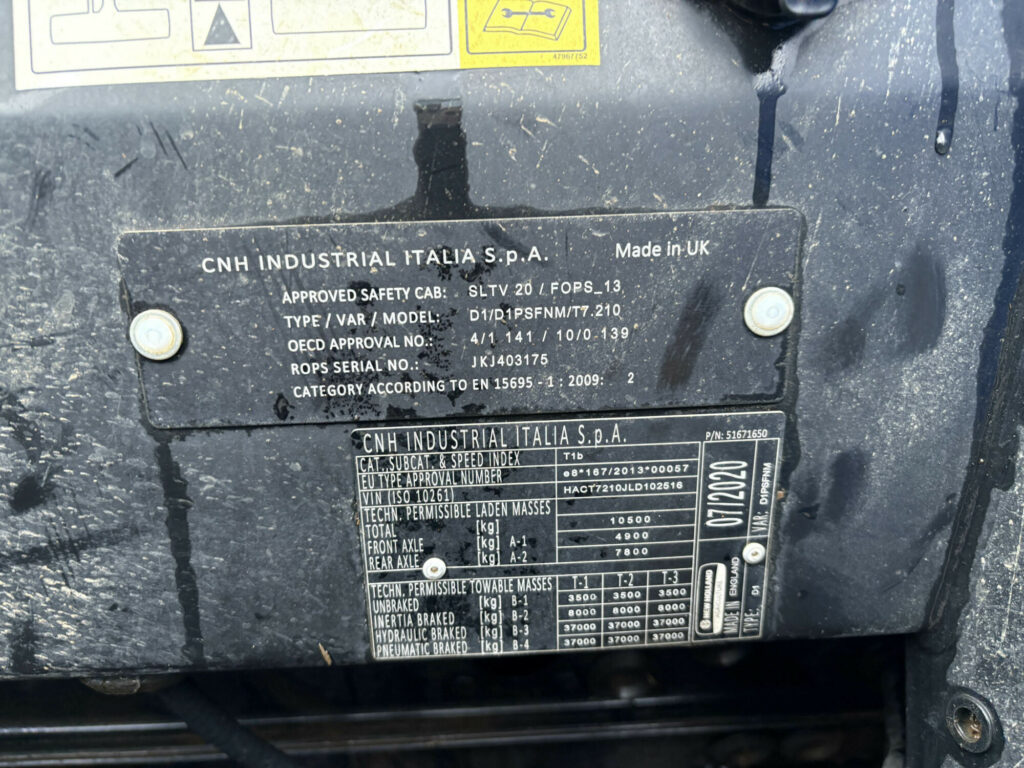 47967752
CNH INDUSTRIAL ITALIA S.p.A. Made in UK
APPROVED SAFETY CAB: SLTV 20 / FOPS_13
TYPE / VAR / MODEL: D1/D1PSFNM/T7.210
OECD APPROVAL NO.: 4/1 141 / 10/0 139
ROPS SERIAL NO.: JKJ403175
CATEGORY ACCORDING TO EN 15695 - 1 : 2009: 2
CNH INDUSTRIAL ITALIA S.p.A. P/N: 51671650
CAT. SUBCAT. & SPEED INDEX T1b
EU TYPE APPROVAL NUMBER e8*167/2013*00057
VIN (ISO 10261) HACT7210JLD102516
TECHN. PERMISSIBLE LADEN MASSES
TOTAL [kg] 10500
FRONT AXLE [kg] A-1 4900
REAR AXLE [kg] A-2 7800
TECHN. PERMISSIBLE TOWABLE MASSES T-1 T-2 T-3
UNBRAKED [kg] B-1 3500 3500 3500
INERTIA BRAKED [kg] B-2 8000 8000 8000
HYDRAULIC BRAKED [kg] B-3 37000 37000 37000
PNEUMATIC BRAKED [kg] B-4 37000 37000 37000
07/2020
VAR: D1PSFNM
NEW HOLLAND
MADE IN ENGLAND
TYPE: D1